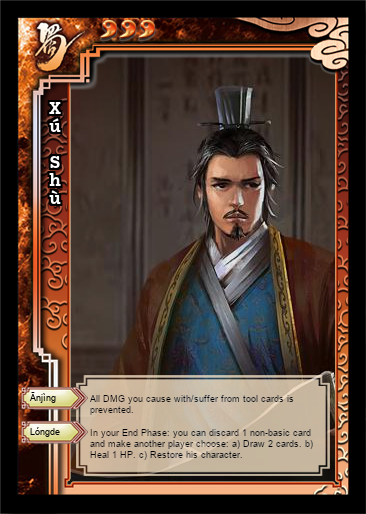 蜀
Xú Shù
Ānjìng
All DMG you cause with/suffer from tool cards is
prevented.
Lóngde
In your End Phase: you can discard 1 non-basic card
and make another player choose: a) Draw 2 cards. b)
Heal 1 HP. c) Restore his character.